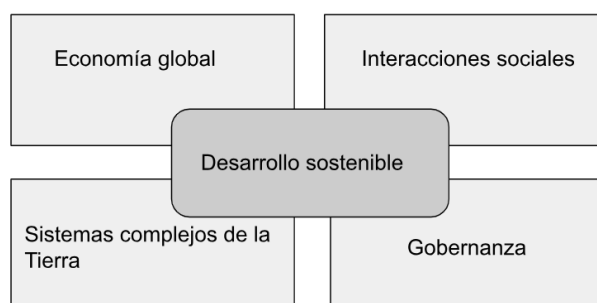 Economía global
Interacciones sociales
Desarrollo sostenible
Sistemas complejos de la
Tierra
Gobernanza